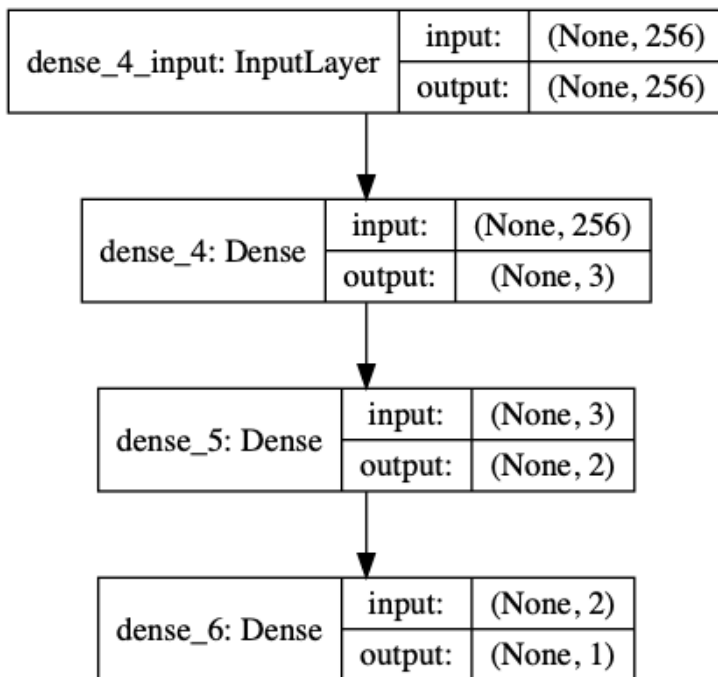 dense_4_input: InputLayer
input: (None, 256)
output: (None, 256)
dense_4: Dense
input: (None, 256)
output: (None, 3)
dense_5: Dense
input: (None, 3)
output: (None, 2)
dense_6: Dense
input: (None, 2)
output: (None, 1)